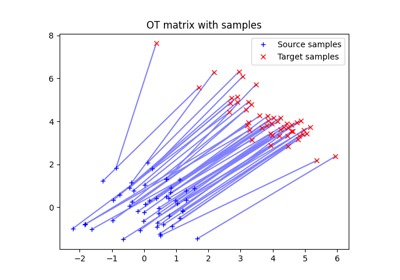 OT matrix with samples
+ Source samples
× Target samples
8
6
4
2
0
−2 −1 0 1 2 3 4 5 6